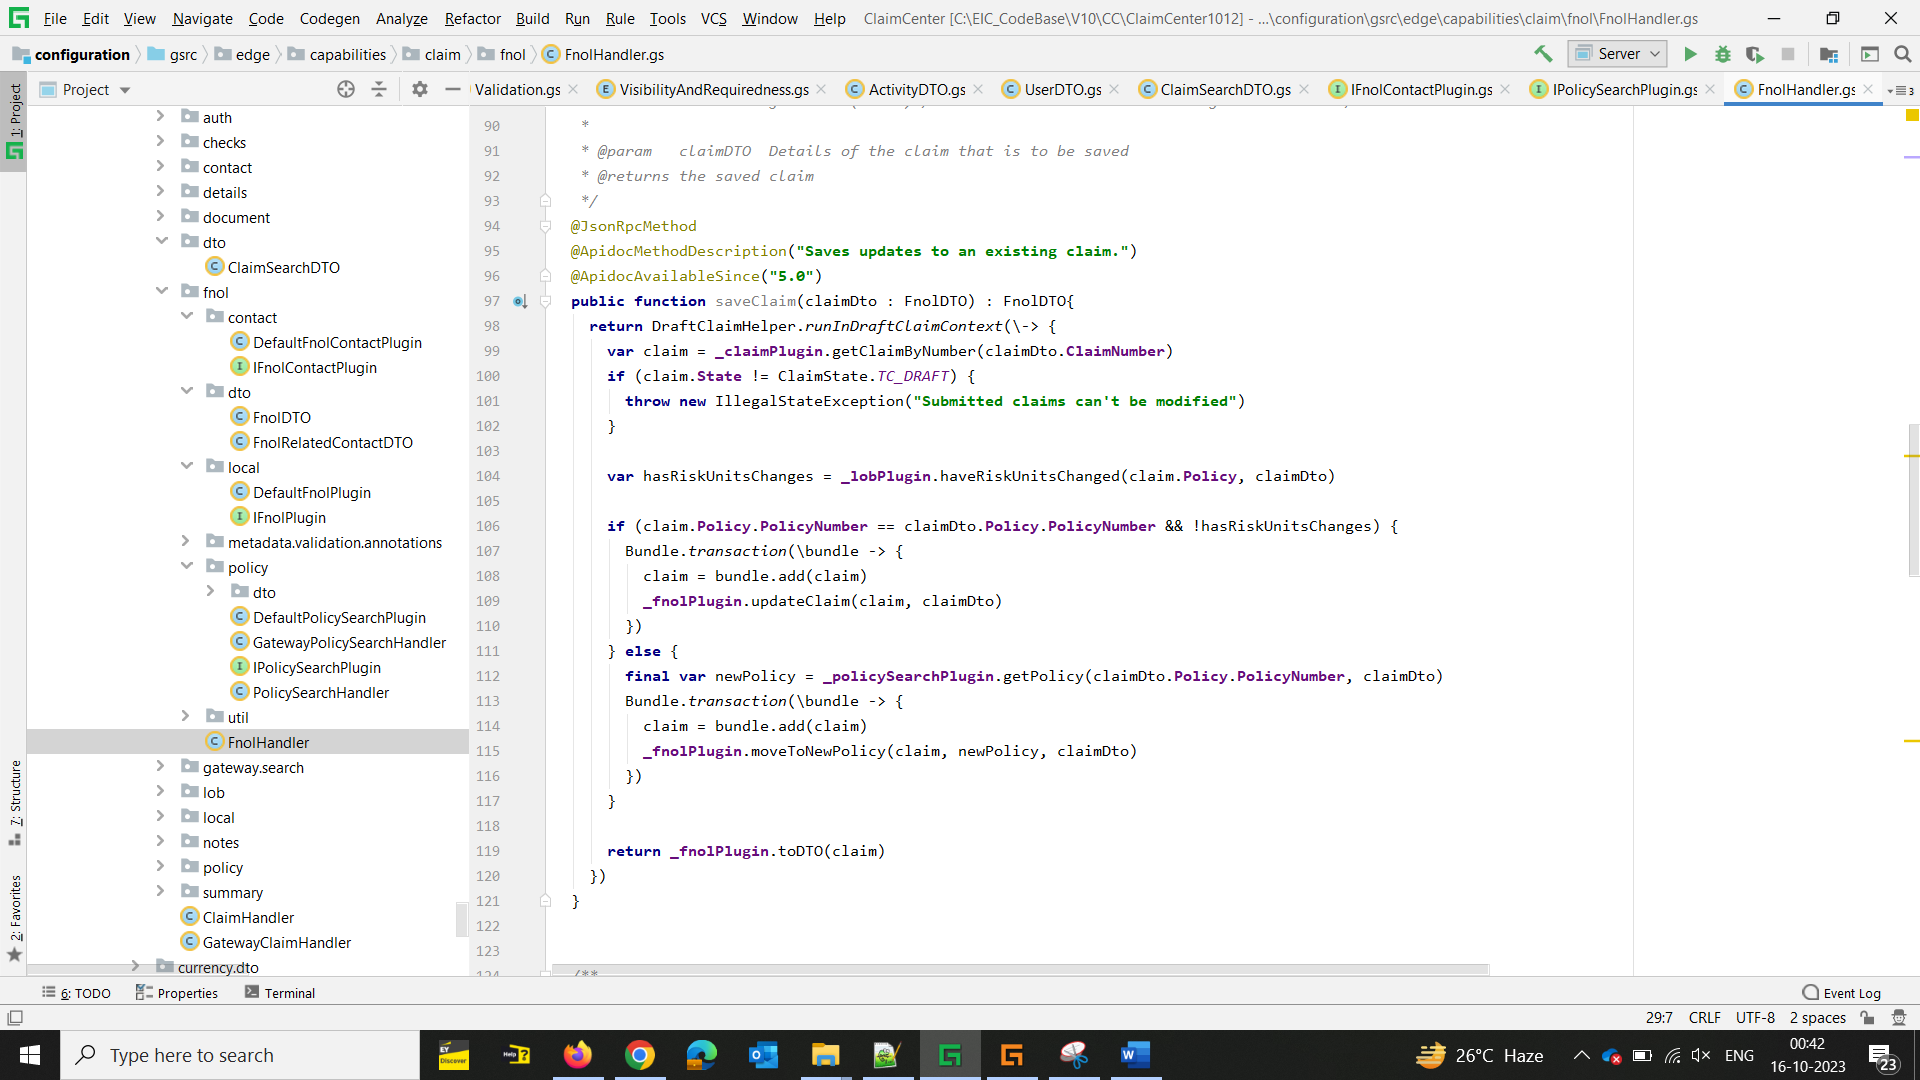 File Edit View Navigate Code Codegen Analyze Refactor Build Run Rule Tools VCS Window Help ClaimCenter [C:\EIC_CodeBase\V10\CC\ClaimCenter1012] - ...\configuration\gsrc\edge\capabilities\claim\fnol\FnolHandler.gs
configuration gsrc edge capabilities claim fnol FnolHandler.gs Server
Project Validation.gs VisibilityAndRequiredness.gs ActivityDTO.gs UserDTO.gs ClaimSearchDTO.gs IFnolContactPlugin.gs IPolicySearchPlugin.gs FnolHandler.gs 3
1: Project
7: Structure
2: Favorites
auth
checks
contact
details
document
dto
ClaimSearchDTO
fnol
contact
DefaultFnolContactPlugin
IFnolContactPlugin
dto
FnolDTO
FnolRelatedContactDTO
local
DefaultFnolPlugin
IFnolPlugin
metadata.validation.annotations
policy
dto
DefaultPolicySearchPlugin
GatewayPolicySearchHandler
IPolicySearchPlugin
PolicySearchHandler
util
FnolHandler
gateway.search
lob
local
notes
policy
summary
ClaimHandler
GatewayClaimHandler
currency.dto
90 *
91 * @param claimDTO Details of the claim that is to be saved
92 * @returns the saved claim
93 */
94 @JsonRpcMethod
95 @ApidocMethodDescription("Saves updates to an existing claim.")
96 @ApidocAvailableSince("5.0")
97 public function saveClaim(claimDto : FnolDTO) : FnolDTO{
98 return DraftClaimHelper.runInDraftClaimContext(\-> {
99 var claim = _claimPlugin.getClaimByNumber(claimDto.ClaimNumber)
100 if (claim.State != ClaimState.TC_DRAFT) {
101 throw new IllegalStateException("Submitted claims can't be modified")
102 }
103
104 var hasRiskUnitsChanges = _lobPlugin.haveRiskUnitsChanged(claim.Policy, claimDto)
105
106 if (claim.Policy.PolicyNumber == claimDto.Policy.PolicyNumber && !hasRiskUnitsChanges) {
107 Bundle.transaction(\bundle -> {
108 claim = bundle.add(claim)
109 _fnolPlugin.updateClaim(claim, claimDto)
110 })
111 } else {
112 final var newPolicy = _policySearchPlugin.getPolicy(claimDto.Policy.PolicyNumber, claimDto)
113 Bundle.transaction(\bundle -> {
114 claim = bundle.add(claim)
115 _fnolPlugin.moveToNewPolicy(claim, newPolicy, claimDto)
116 })
117 }
118
119 return _fnolPlugin.toDTO(claim)
120 })
121 }
122
123
124 /**
6: TODO Properties Terminal Event Log
29:7 CRLF UTF-8 2 spaces
Type here to search EY Discover Help ? 26°C Haze ENG 00:42 16-10-2023 23